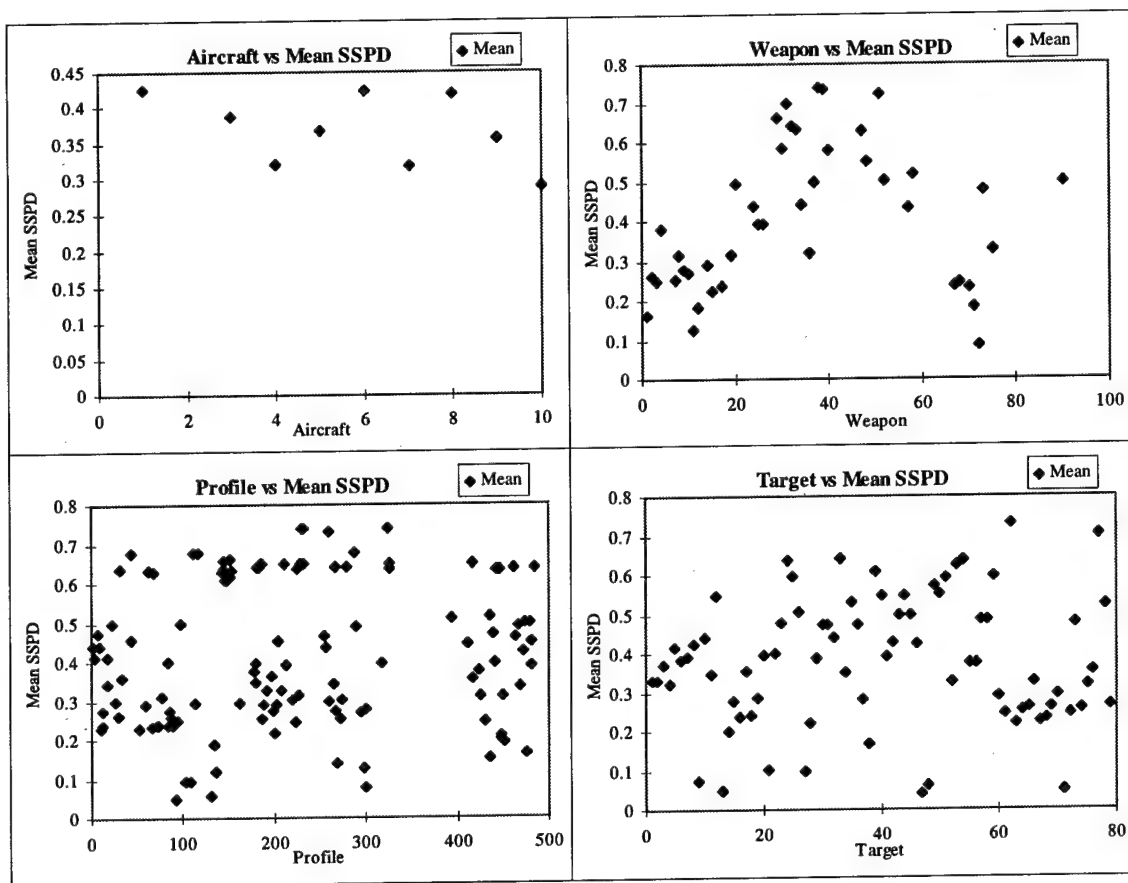 Aircraft vs Mean SSPD
Mean
0.45
0.4
0.35
0.3
0.25
0.2
0.15
0.1
0.05
0
Mean SSPD
0 2 4 6 8 10
Aircraft
Weapon vs Mean SSPD
Mean
0.8
0.7
0.6
0.5
0.4
0.3
0.2
0.1
0
Mean SSPD
0 20 40 60 80 100
Weapon
Profile vs Mean SSPD
Mean
0.8
0.7
0.6
0.5
0.4
0.3
0.2
0.1
0
Mean SSPD
0 100 200 300 400 500
Profile
Target vs Mean SSPD
Mean
0.8
0.7
0.6
0.5
0.4
0.3
0.2
0.1
0
Mean SSPD
0 20 40 60 80
Target